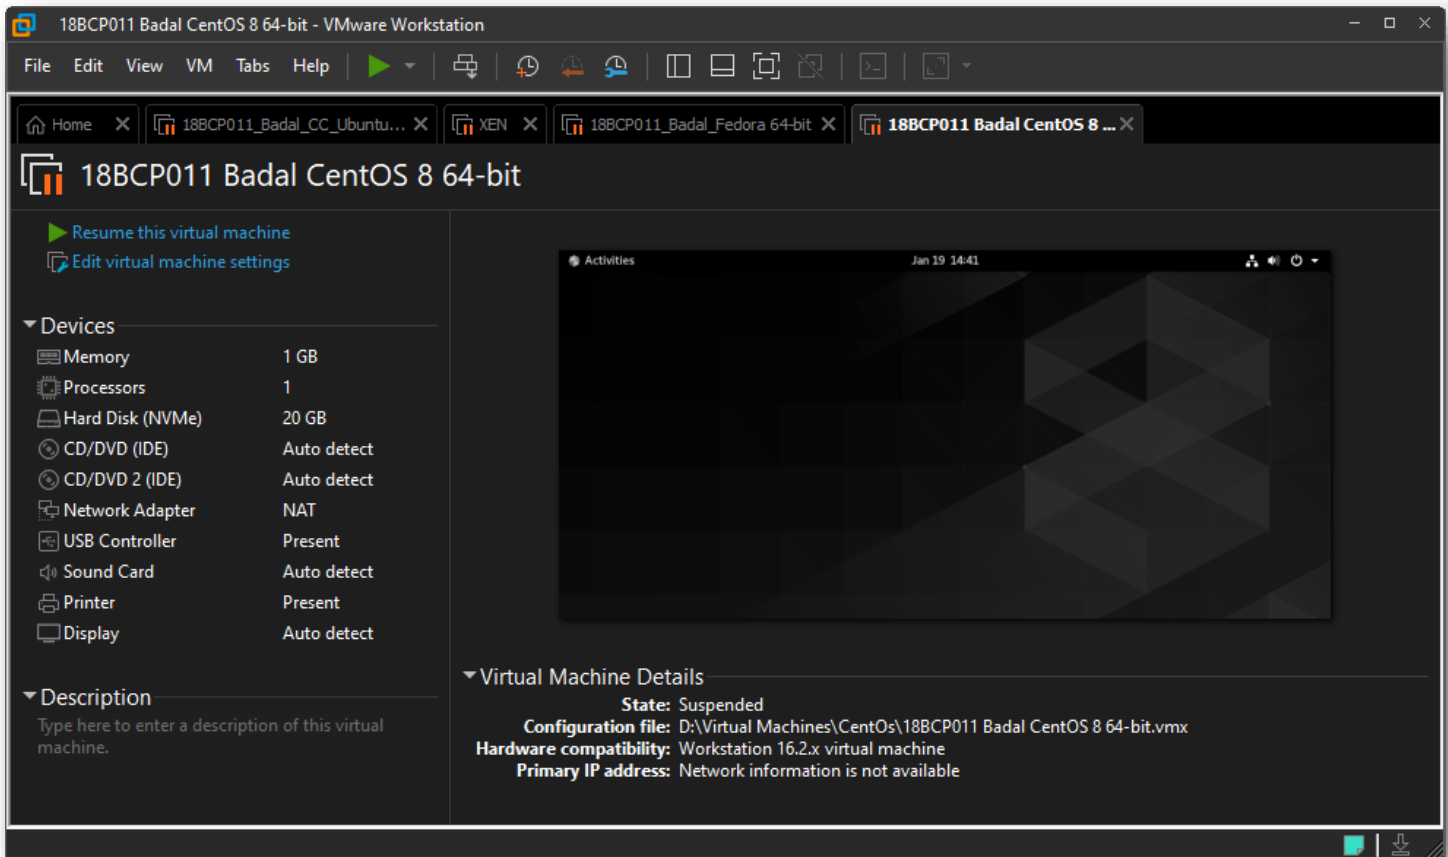 18BCP011 Badal CentOS 8 64-bit - VMware Workstation
File Edit View VM Tabs Help
Home 18BCP011_Badal_CC_Ubuntu... XEN 18BCP011_Badal_Fedora 64-bit 18BCP011 Badal CentOS 8 ...
18BCP011 Badal CentOS 8 64-bit
Resume this virtual machine
Edit virtual machine settings
Devices
Memory 1 GB
Processors 1
Hard Disk (NVMe) 20 GB
CD/DVD (IDE) Auto detect
CD/DVD 2 (IDE) Auto detect
Network Adapter NAT
USB Controller Present
Sound Card Auto detect
Printer Present
Display Auto detect
Description
Type here to enter a description of this virtual
machine.
Activities Jan 19 14:41
Virtual Machine Details
State: Suspended
Configuration file: D:\Virtual Machines\CentOs\18BCP011 Badal CentOS 8 64-bit.vmx
Hardware compatibility: Workstation 16.2.x virtual machine
Primary IP address: Network information is not available